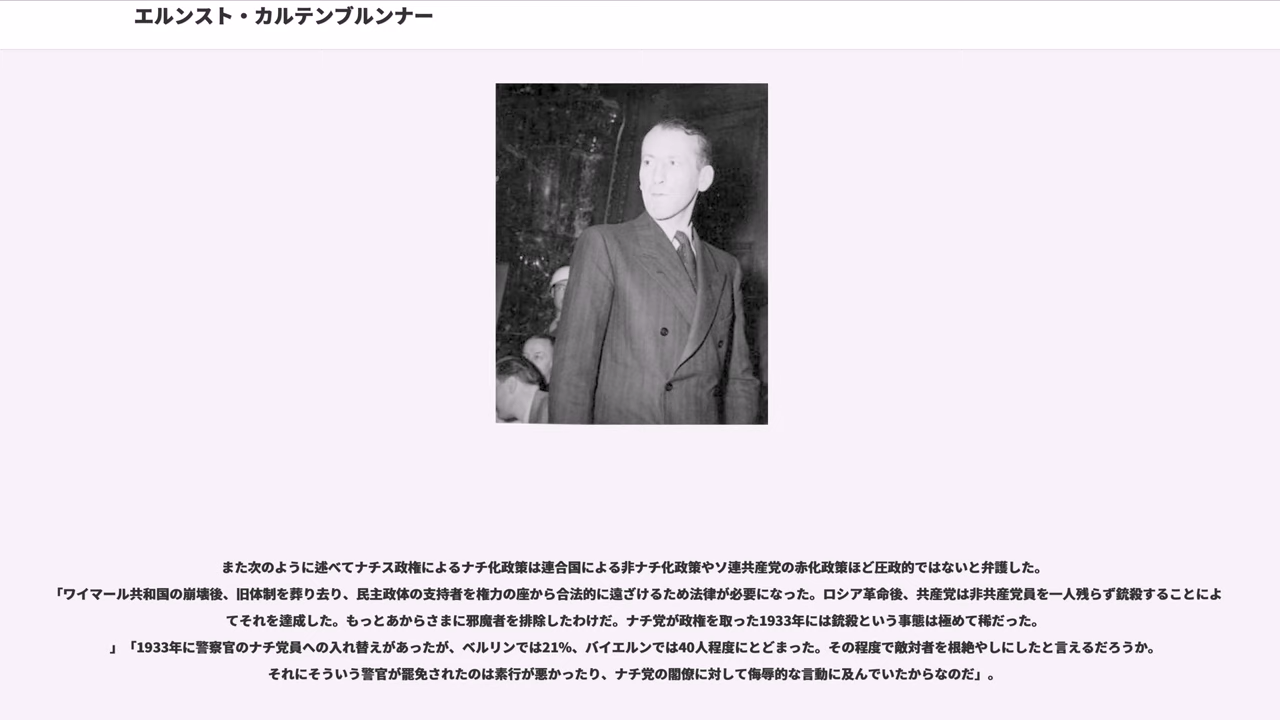 エルンスト・カルテンブルンナー
また次のように述べてナチス政権によるナチ化政策は連合国による非ナチ化政策やソ連共産党の赤化政策ほど圧政的ではないと弁護した。
「ワイマール共和国の崩壊後、旧体制を葬り去り、民主政体の支持者を権力の座から合法的に遠ざけるため法律が必要になった。ロシア革命後、共産党は非共産党員を一人残らず銃殺することによ
てそれを達成した。もっとあからさまに邪魔者を排除したわけだ。ナチ党が政権を取った1933年には銃殺という事態は極めて稀だった。
」「1933年に警察官のナチ党員への入れ替えがあったが、ベルリンでは21%、バイエルンでは40人程度にとどまった。その程度で敵対者を根絶やしにしたと言えるだろうか。
それにそういう警官が罷免されたのは素行が悪かったり、ナチ党の閣僚に対して侮辱的な言動に及んでいたからなのだ」。